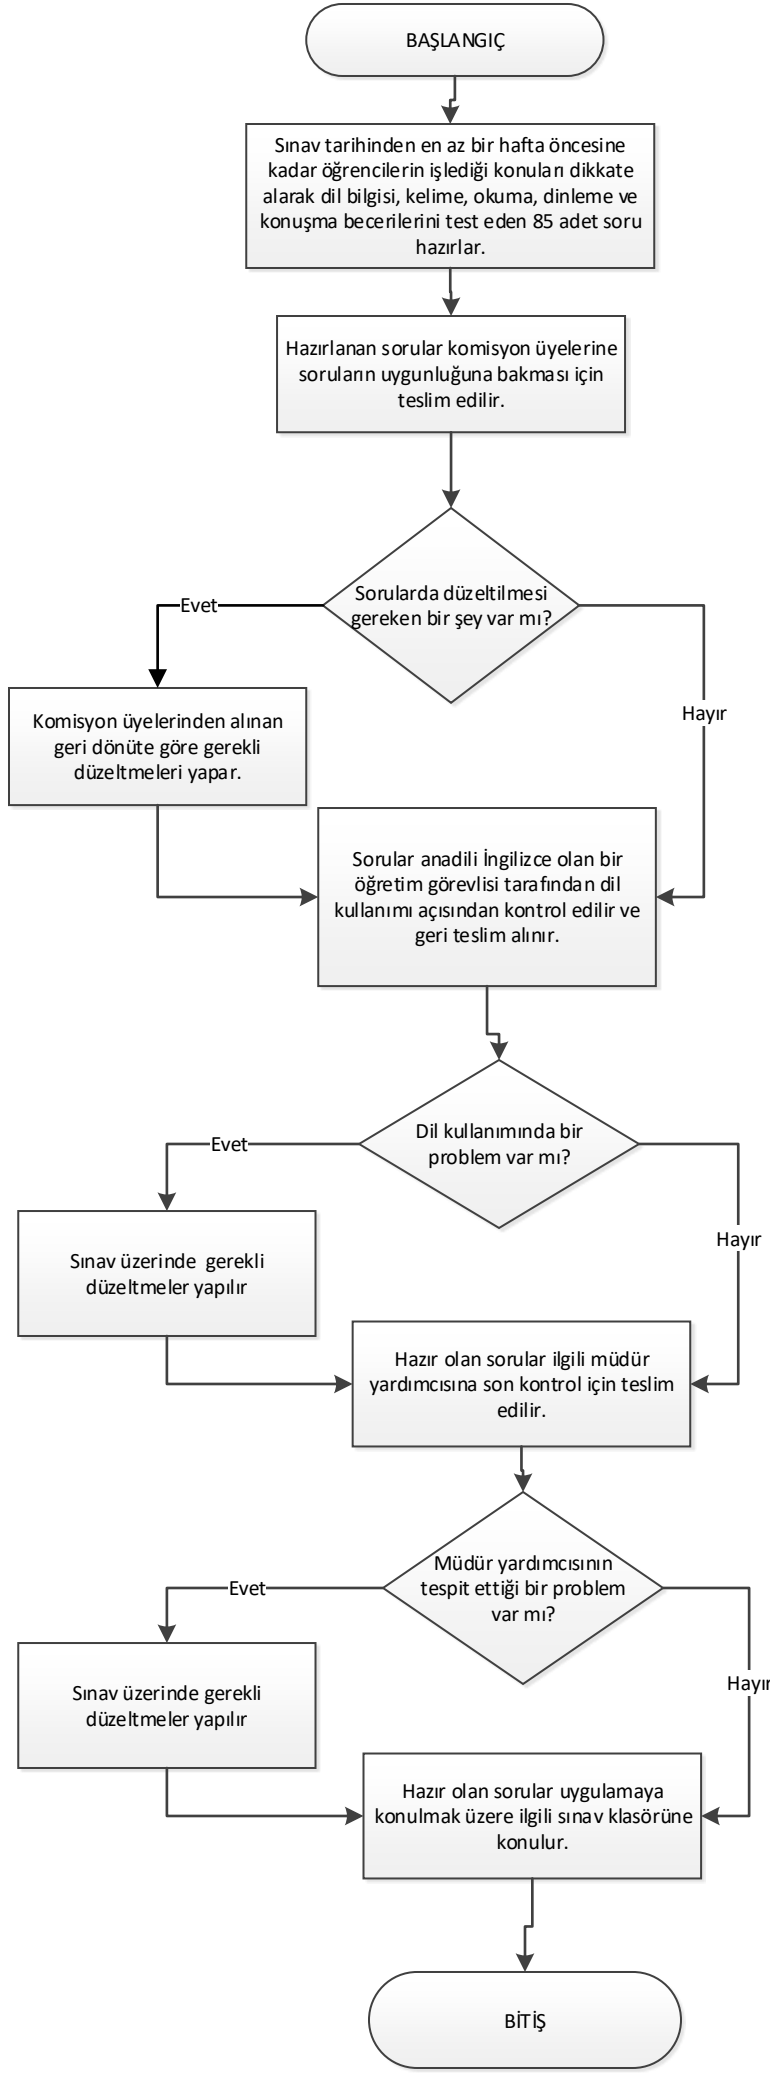 BAŞLANGIÇ
Sınav tarihinden en az bir hafta öncesine
kadar öğrencilerin işlediği konuları dikkate
alarak dil bilgisi, kelime, okuma, dinleme ve
konuşma becerilerini test eden 85 adet soru
hazırlar.
Hazırlanan sorular komisyon üyelerine
soruların uygunluğuna bakması için
teslim edilir.
Sorularda düzeltilmesi
gereken bir şey var mı?
Evet
Hayır
Komisyon üyelerinden alınan
geri dönüte göre gerekli
düzeltmeleri yapar.
Sorular anadili İngilizce olan bir
öğretim görevlisi tarafından dil
kullanımı açısından kontrol edilir ve
geri teslim alınır.
Dil kullanımında bir
problem var mı?
Evet
Hayır
Sınav üzerinde  gerekli
düzeltmeler yapılır
Hazır olan sorular ilgili müdür
yardımcısına son kontrol için teslim
edilir.
Müdür yardımcısının
tespit ettiği bir problem
var mı?
Evet
Hayır
Sınav üzerinde gerekli
düzeltmeler yapılır
Hazır olan sorular uygulamaya
konulmak üzere ilgili sınav klasörüne
konulur.
BİTİŞ